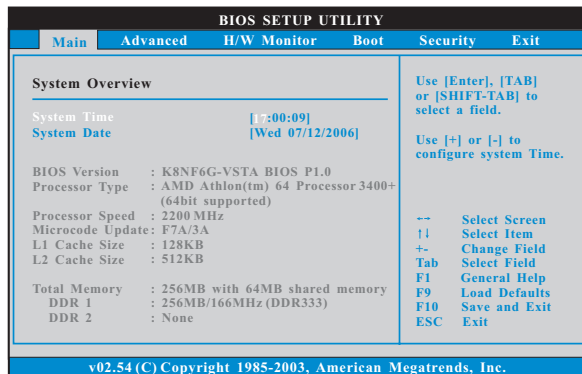 BIOS SETUP UTILITY
Main Advanced H/W Monitor Boot Security Exit
System Overview
System Time [17:00:09]
System Date [Wed 07/12/2006]
BIOS Version : K8NF6G-VSTA BIOS P1.0
Processor Type : AMD Athlon(tm) 64 Processor 3400+
(64bit supported)
Processor Speed : 2200 MHz
Microcode Update : F7A/3A
L1 Cache Size : 128KB
L2 Cache Size : 512KB
Total Memory : 256MB with 64MB shared memory
DDR 1 : 256MB/166MHz (DDR333)
DDR 2 : None
Use [Enter], [TAB]
or [SHIFT-TAB] to
select a field.
Use [+] or [-] to
configure system Time.
←→ Select Screen
↑↓ Select Item
+- Change Field
Tab Select Field
F1 General Help
F9 Load Defaults
F10 Save and Exit
ESC Exit
v02.54 (C) Copyright 1985-2003, American Megatrends, Inc.